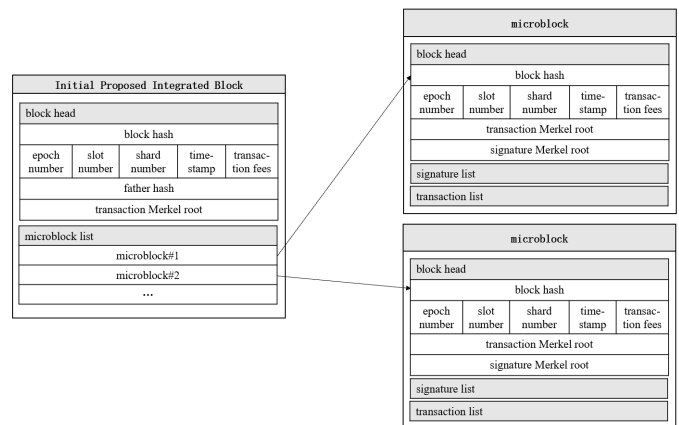 Initial Proposed Integrated Block
block head
block hash
epoch number
slot number
shard number
time-stamp
transac-tion fees
father hash
transaction Merkel root
microblock list
microblock#1
microblock#2
...
microblock
block head
block hash
epoch number
slot number
shard number
time-stamp
transac-tion fees
transaction Merkel root
signature Merkel root
signature list
transaction list
microblock
block head
block hash
epoch number
slot number
shard number
time-stamp
transac-tion fees
transaction Merkel root
signature Merkel root
signature list
transaction list